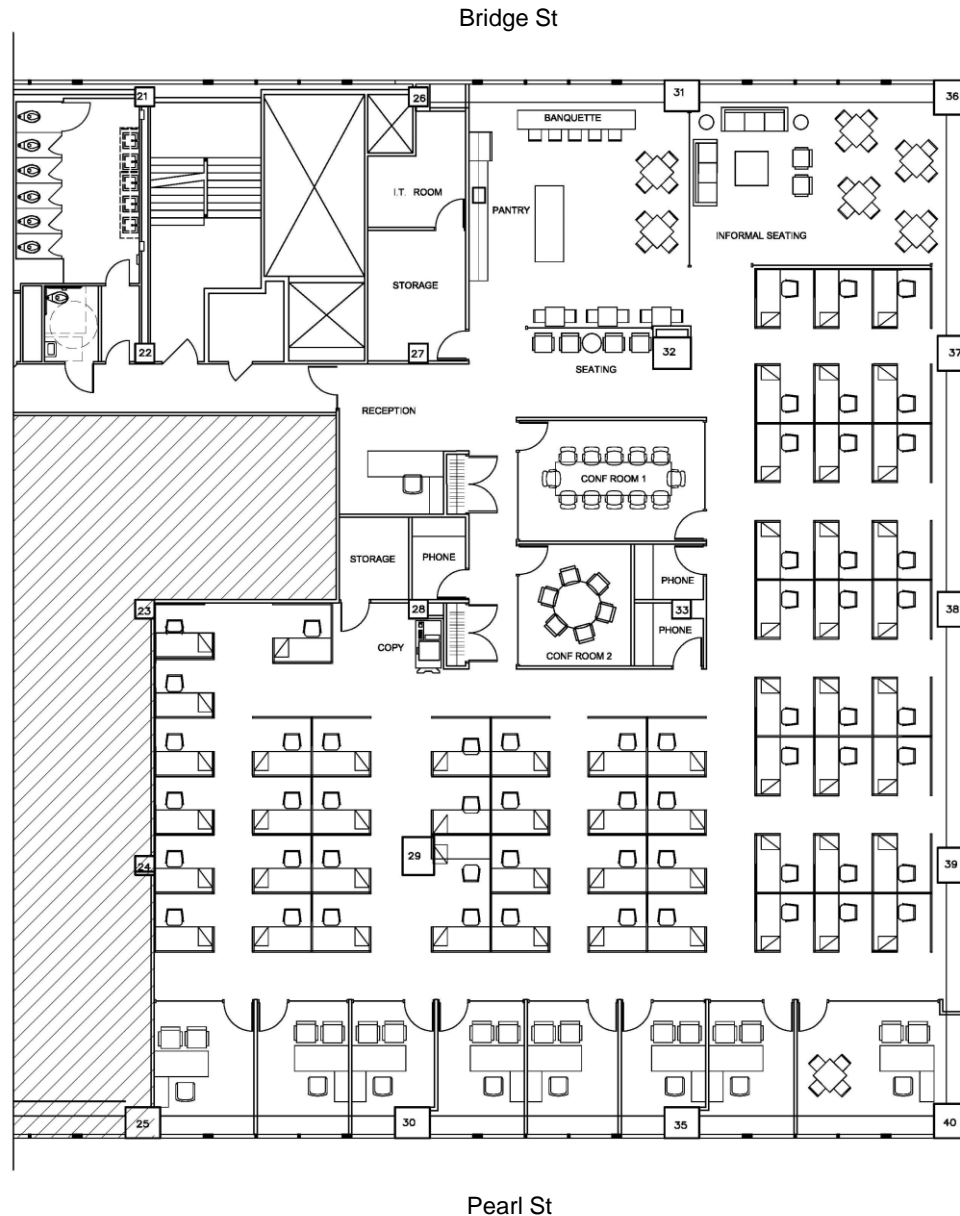 Bridge St
21
26
31
36
BANQUETTE
I.T. ROOM
PANTRY
INFORMAL SEATING
STORAGE
22
27
32
37
SEATING
RECEPTION
CONF ROOM 1
STORAGE
PHONE
PHONE
23
28
33
38
PHONE
COPY
CONF ROOM 2
24
29
39
25
30
35
40
Pearl St